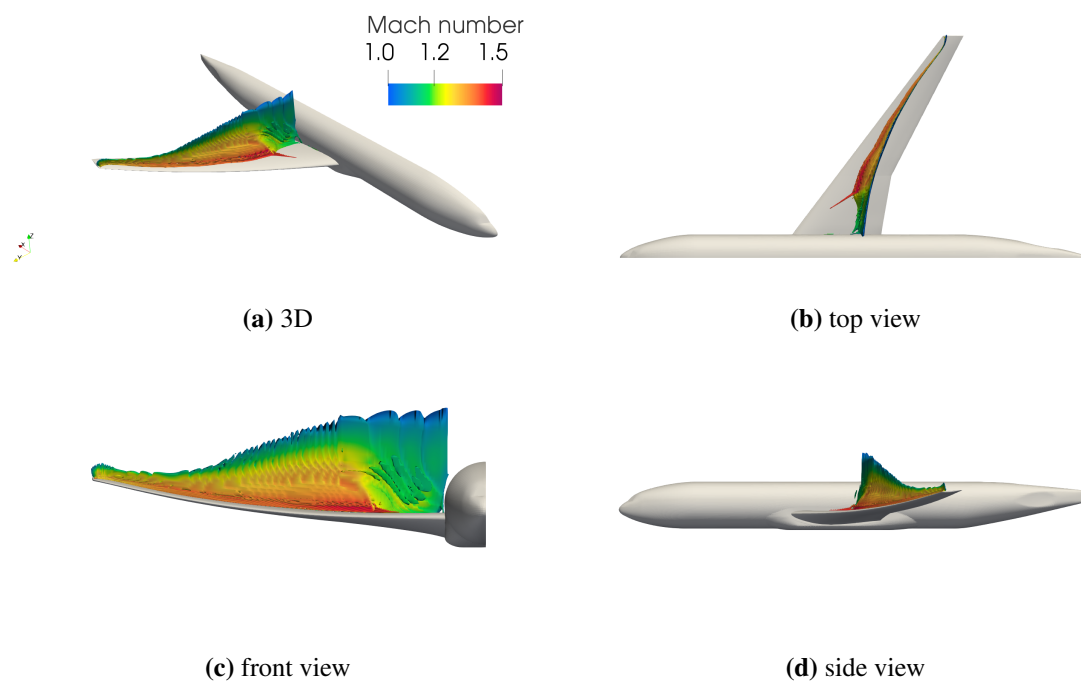 Mach number
1.0 1.2 1.5
Z
X
Y
(a) 3D
(b) top view
(c) front view
(d) side view